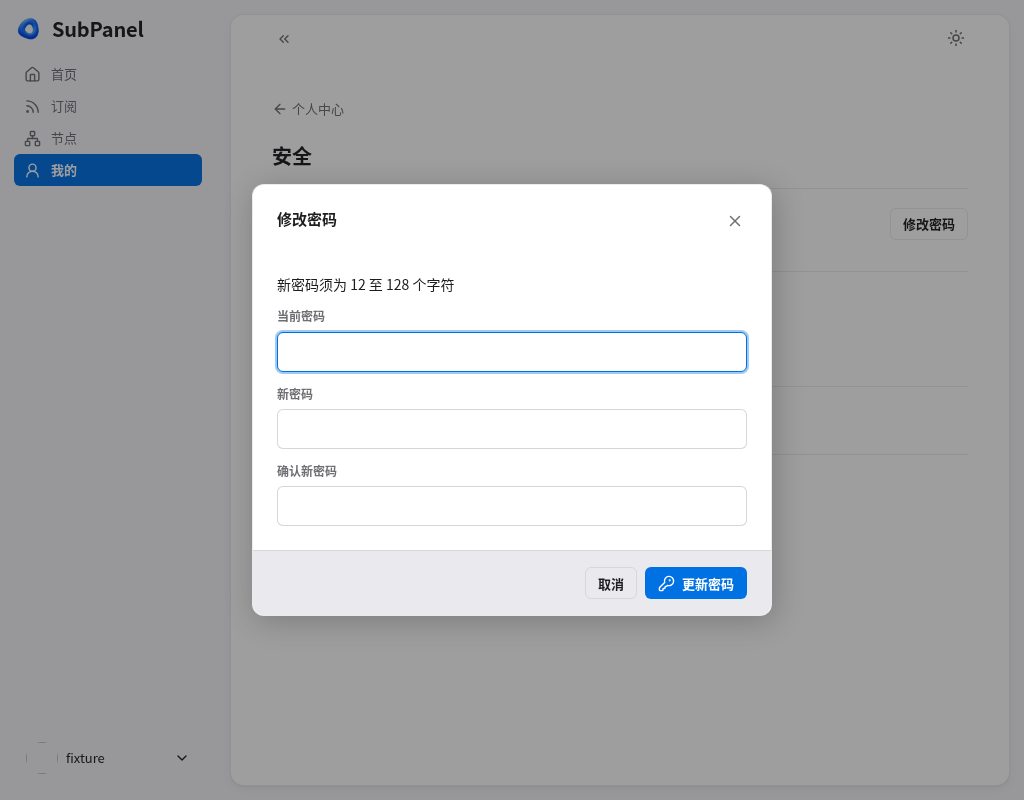 SubPanel
首页
订阅
节点
我的
个人中心
安全
修改密码
修改密码
新密码须为 12 至 128 个字符
当前密码
新密码
确认新密码
取消
更新密码
fixture